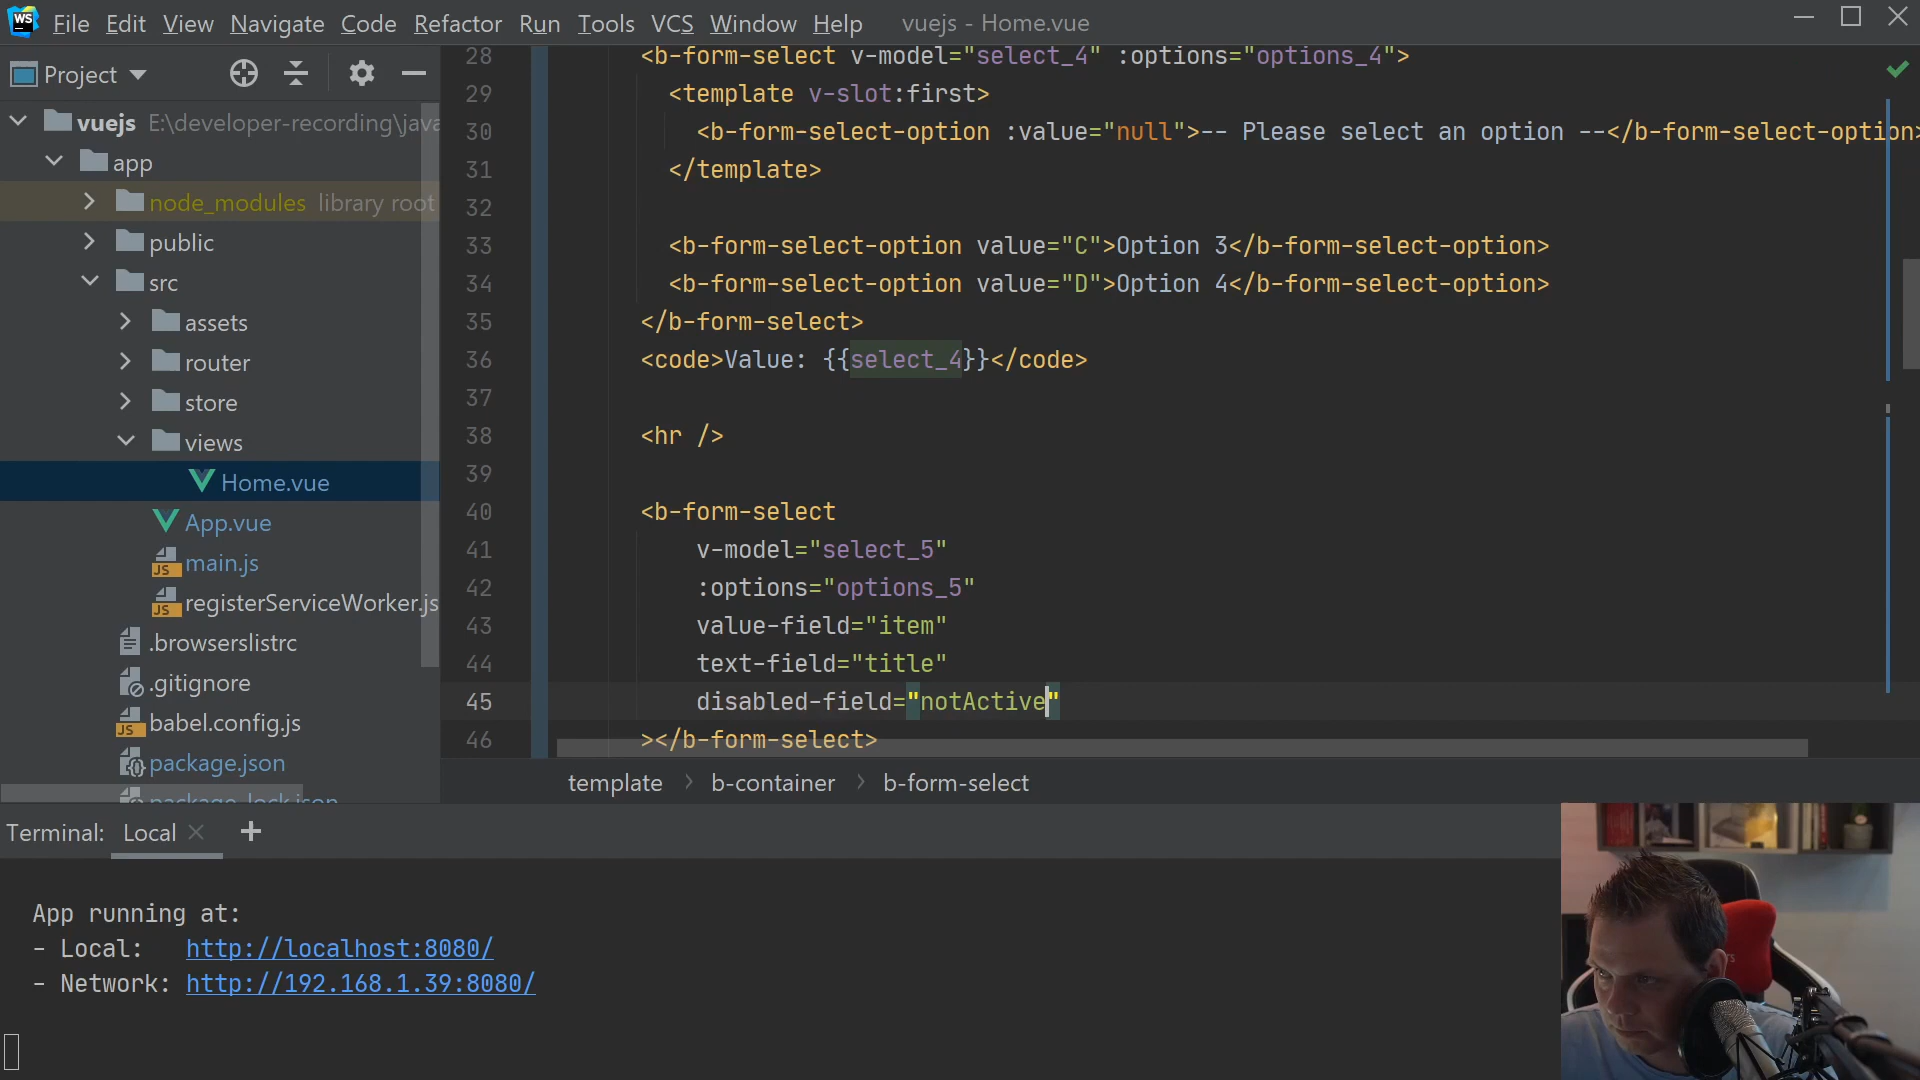 WS File Edit View Navigate Code Refactor Run Tools VCS Window Help vuejs - Home.vue
Project
vuejs E:\developer-recording\java
app
node_modules library root
public
src
assets
router
store
views
Home.vue
App.vue
JS main.js
JS registerServiceWorker.js
.browserslistrc
.gitignore
JS babel.config.js
package.json
package-lock.json
28 <b-form-select v-model="select_4" :options="options_4">
29 <template v-slot:first>
30 <b-form-select-option :value="null">-- Please select an option --</b-form-select-option>
31 </template>
32
33 <b-form-select-option value="C">Option 3</b-form-select-option>
34 <b-form-select-option value="D">Option 4</b-form-select-option>
35 </b-form-select>
36 <code>Value: {{select_4}}</code>
37
38 <hr />
39
40 <b-form-select
41 v-model="select_5"
42 :options="options_5"
43 value-field="item"
44 text-field="title"
45 disabled-field="notActive"
46 ></b-form-select>
template > b-container > b-form-select
Terminal: Local × +
App running at:
- Local: http://localhost:8080/
- Network: http://192.168.1.39:8080/